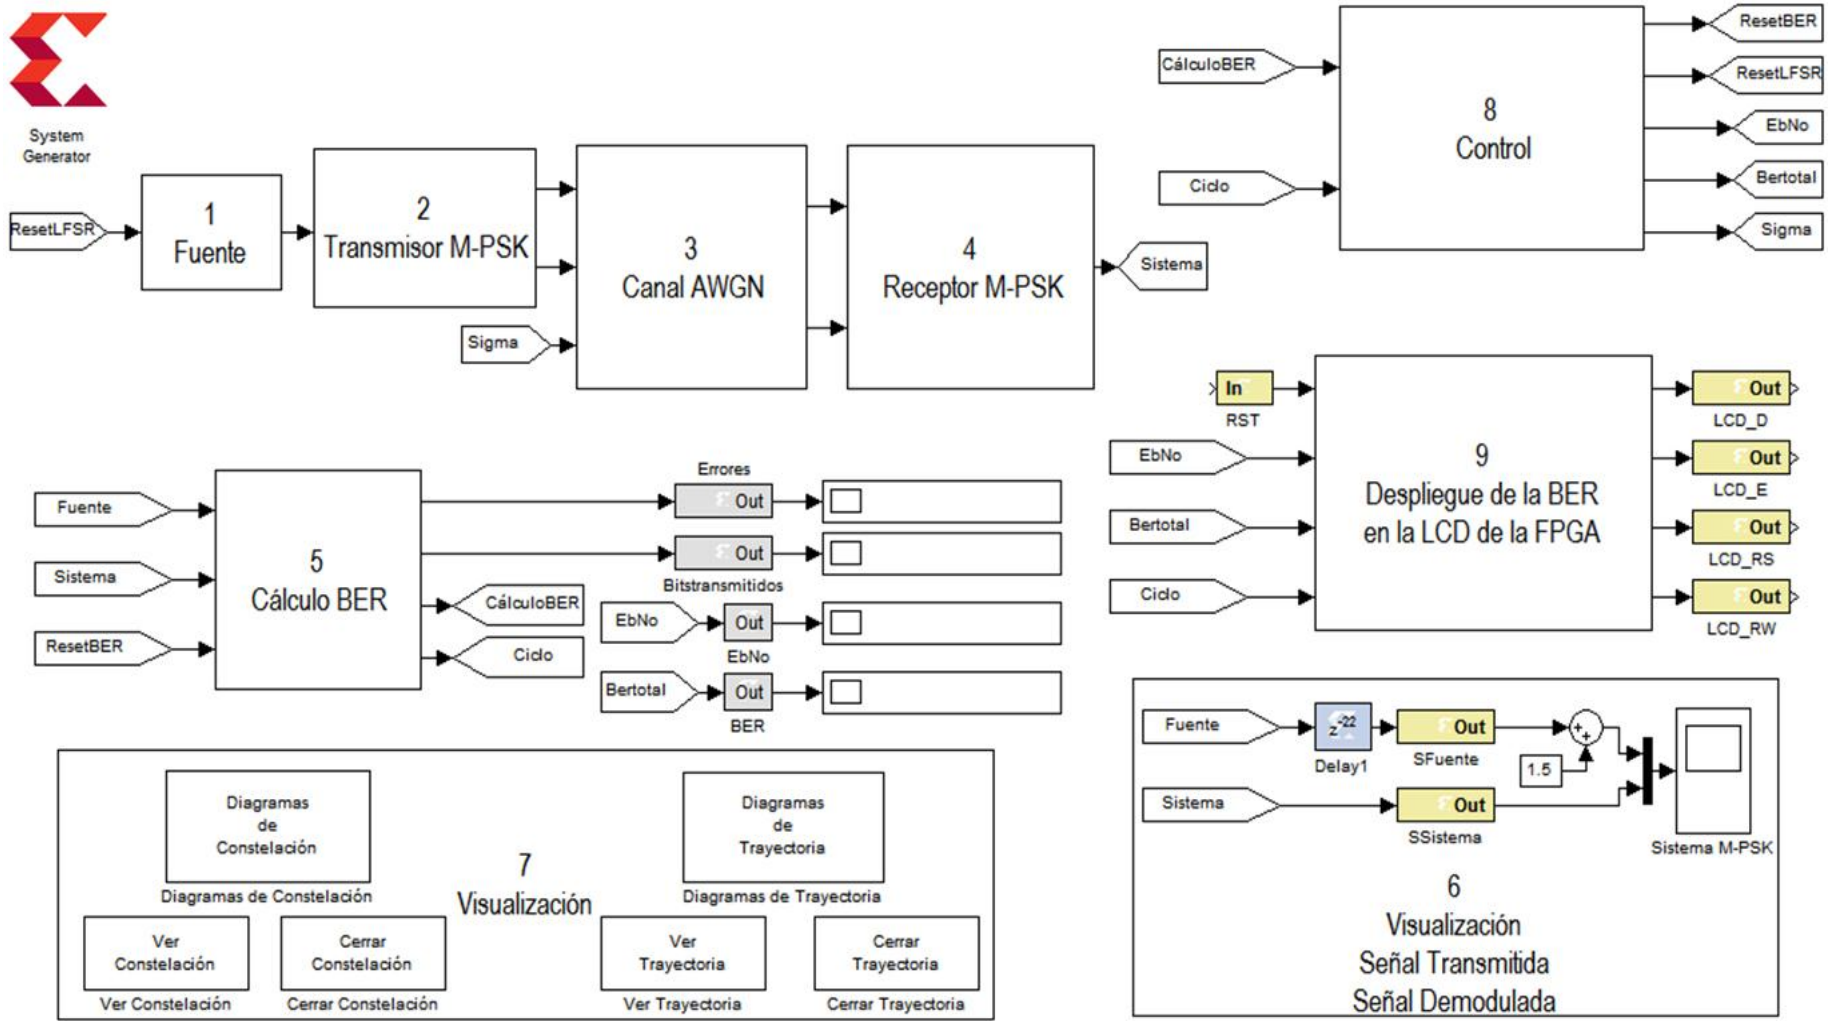 System
Generator
ResetLFSR
1
Fuente
2
Transmisor M-PSK
Sigma
3
Canal AWGN
4
Receptor M-PSK
Sistema
CálculoBER
Ciclo
8
Control
ResetBER
ResetLFSR
EbNo
Bertotal
Sigma
Fuente
Sistema
ResetBER
5
Cálculo BER
CálculoBER
Ciclo
Errores
Out
Out
Bitstransmitidos
EbNo
Out
EbNo
Bertotal
Out
BER
In
RST
EbNo
Bertotal
Ciclo
9
Despliegue de la BER
en la LCD de la FPGA
Out
LCD_D
Out
LCD_E
Out
LCD_RS
Out
LCD_RW
Diagramas
de
Constelación
Diagramas de Constelación
Ver
Constelación
Ver Constelación
Cerrar
Constelación
Cerrar Constelación
7
Visualización
Diagramas
de
Trayectoria
Diagramas de Trayectoria
Ver
Trayectoria
Ver Trayectoria
Cerrar
Trayectoria
Cerrar Trayectoria
Fuente
z-22
Delay1
Out
SFuente
1.5
Sistema
Out
SSistema
Sistema M-PSK
6
Visualización
Señal Transmitida
Señal Demodulada